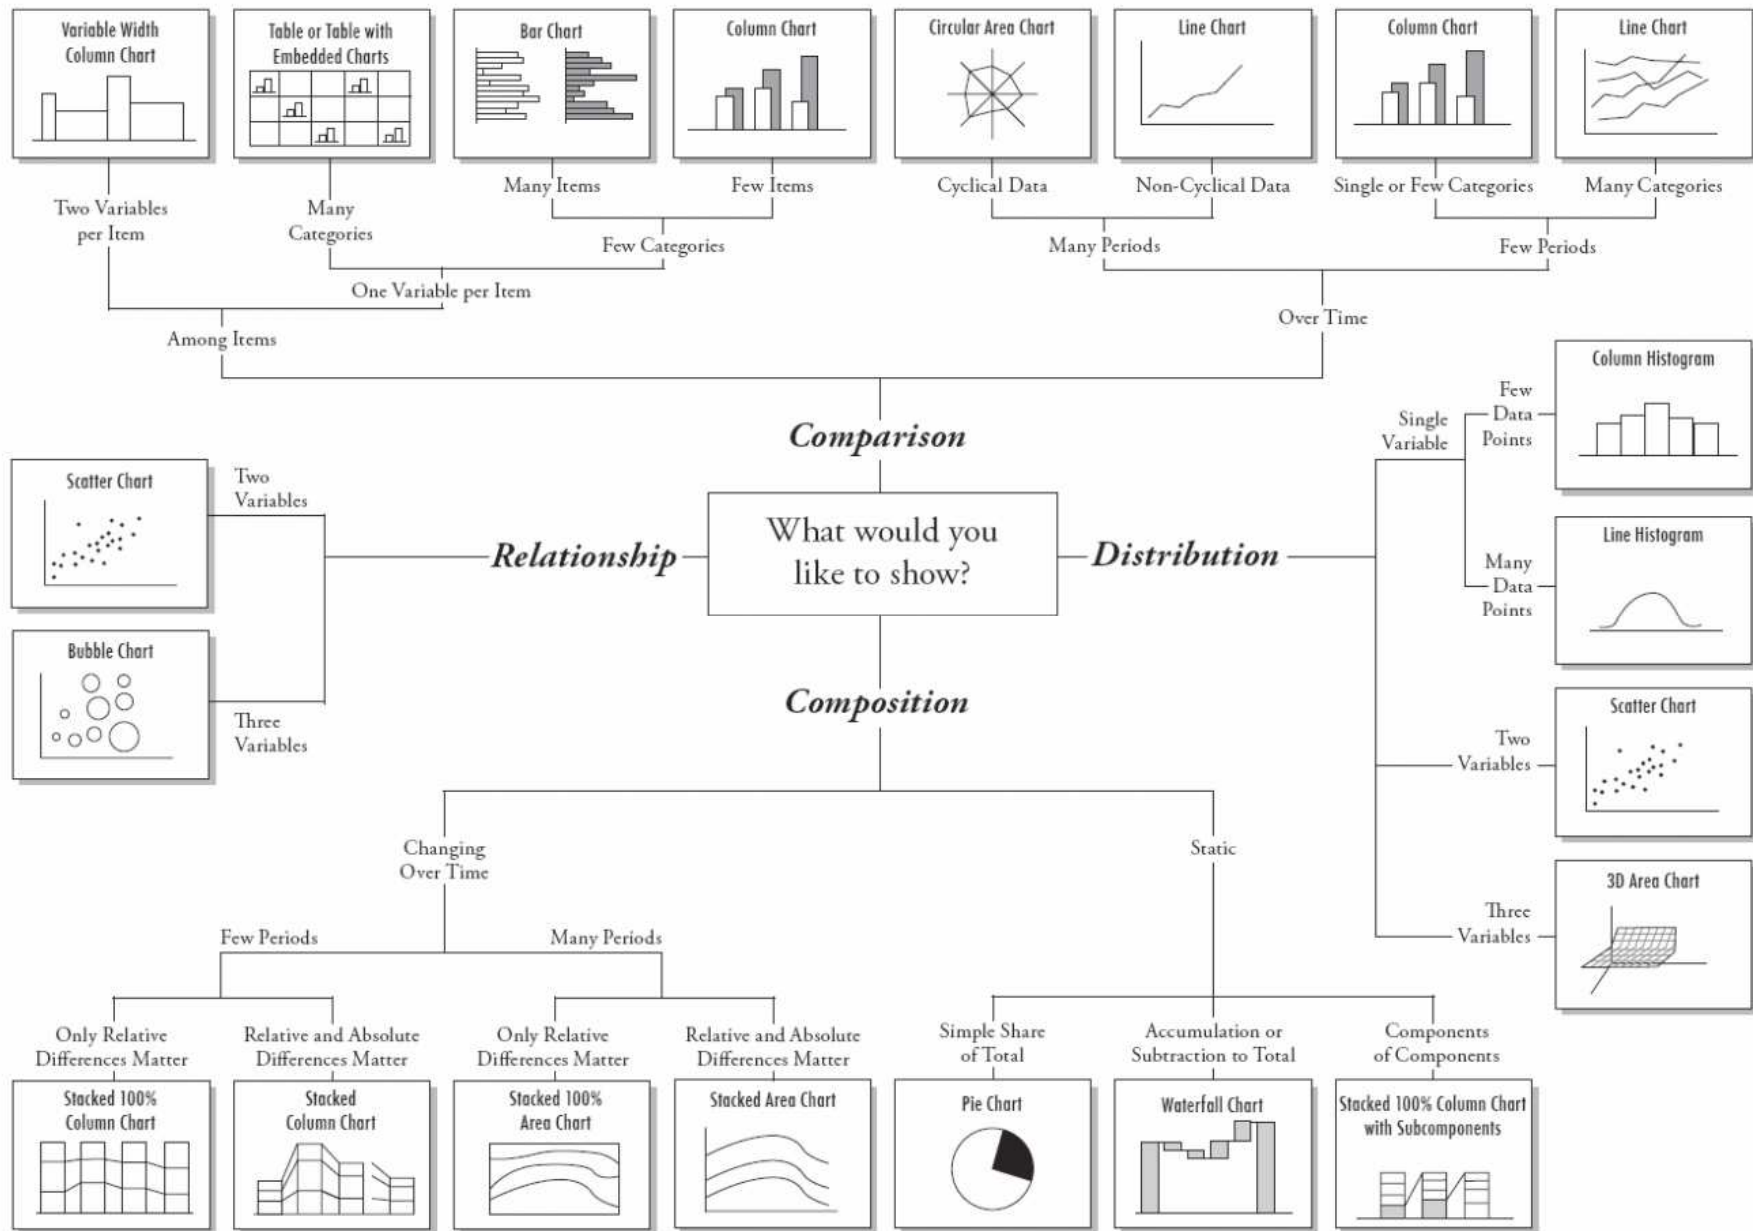 Variable Width
Column Chart
Table or Table with
Embedded Charts
Bar Chart
Column Chart
Circular Area Chart
Line Chart
Column Chart
Line Chart
Two Variables
per Item
Many
Categories
Many Items
Few Items
Cyclical Data
Non-Cyclical Data
Single or Few Categories
Many Categories
Few Categories
Many Periods
Few Periods
One Variable per Item
Among Items
Over Time
Comparison
What would you
like to show?
Relationship
Two
Variables
Scatter Chart
Three
Variables
Bubble Chart
Distribution
Single
Variable
Few
Data
Points
Column Histogram
Many
Data
Points
Line Histogram
Two
Variables
Scatter Chart
Three
Variables
3D Area Chart
Composition
Changing
Over Time
Static
Few Periods
Many Periods
Only Relative
Differences Matter
Relative and Absolute
Differences Matter
Only Relative
Differences Matter
Relative and Absolute
Differences Matter
Simple Share
of Total
Accumulation or
Subtraction to Total
Components
of Components
Stacked 100%
Column Chart
Stacked
Column Chart
Stacked 100%
Area Chart
Stacked Area Chart
Pie Chart
Waterfall Chart
Stacked 100% Column Chart
with Subcomponents